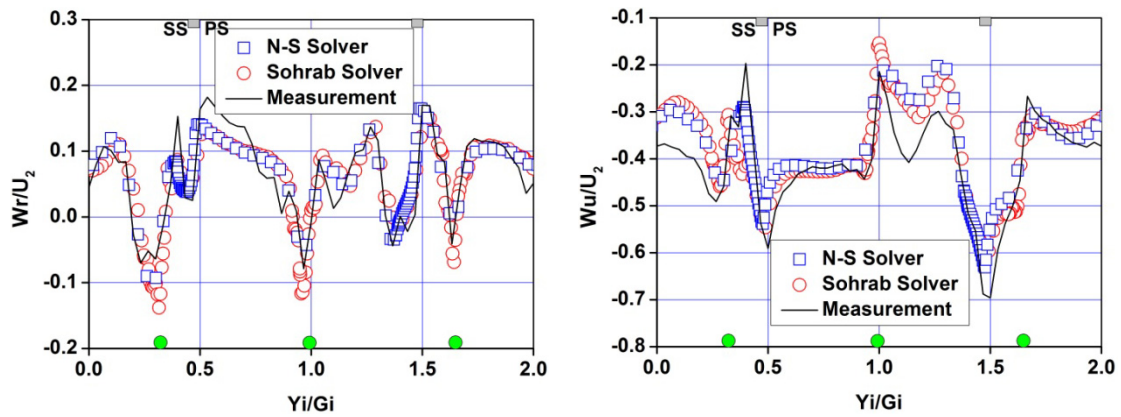 0.3
0.2
0.1
0.0
-0.1
-0.2
Wr/U2
SS PS
N-S Solver
Sohrab Solver
Measurement
0.0 0.5 1.0 1.5 2.0
Yi/Gi
-0.1
-0.2
-0.3
-0.4
-0.5
-0.6
-0.7
-0.8
Wu/U2
SS PS
N-S Solver
Sohrab Solver
Measurement
0.0 0.5 1.0 1.5 2.0
Yi/Gi